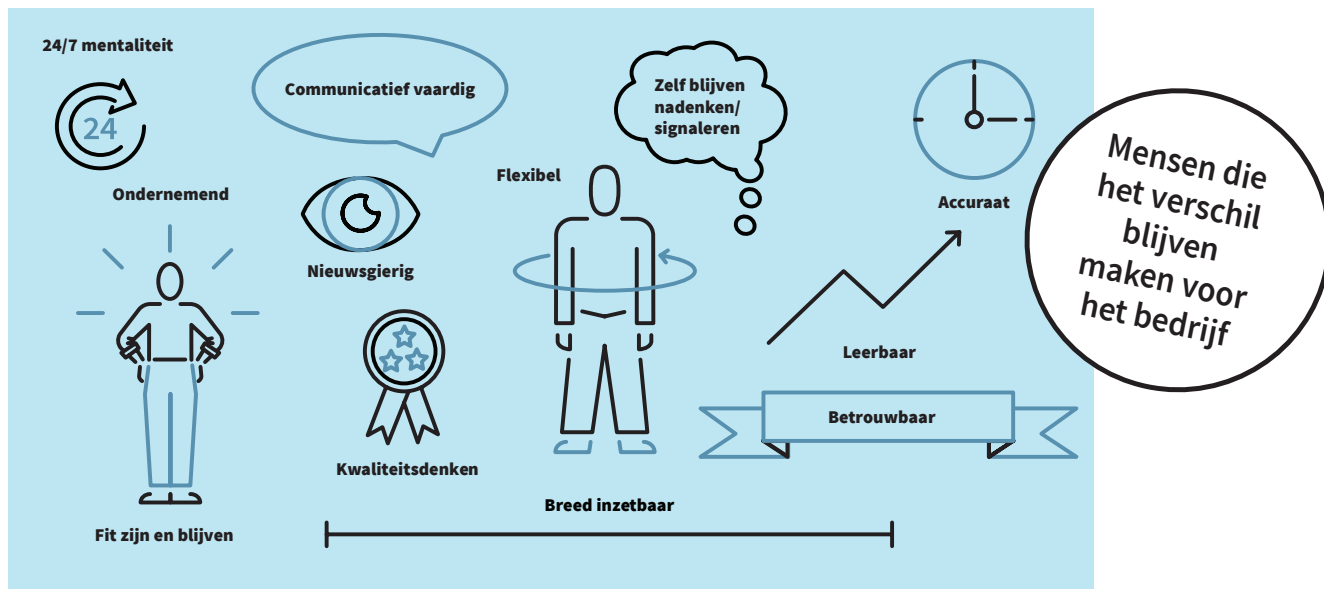 24/7 mentaliteit
24
Communicatief vaardig
Zelf blijven
nadenken/
signaleren
Ondernemend
Flexibel
Accuraat
Nieuwsgierig
Leerbaar
Betrouwbaar
Kwaliteitsdenken
Breed inzetbaar
Fit zijn en blijven
Mensen die
het verschil
blijven
maken voor
het bedrijf